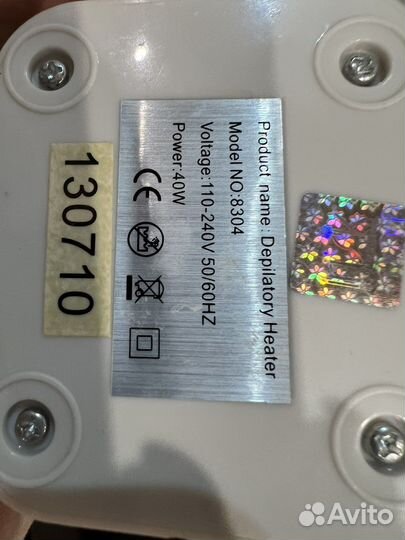 Product name: Depilatory Heater
Model NO:8304
Voltage:110-240V 50/60HZ
Power:40W
CE
130710
Avito